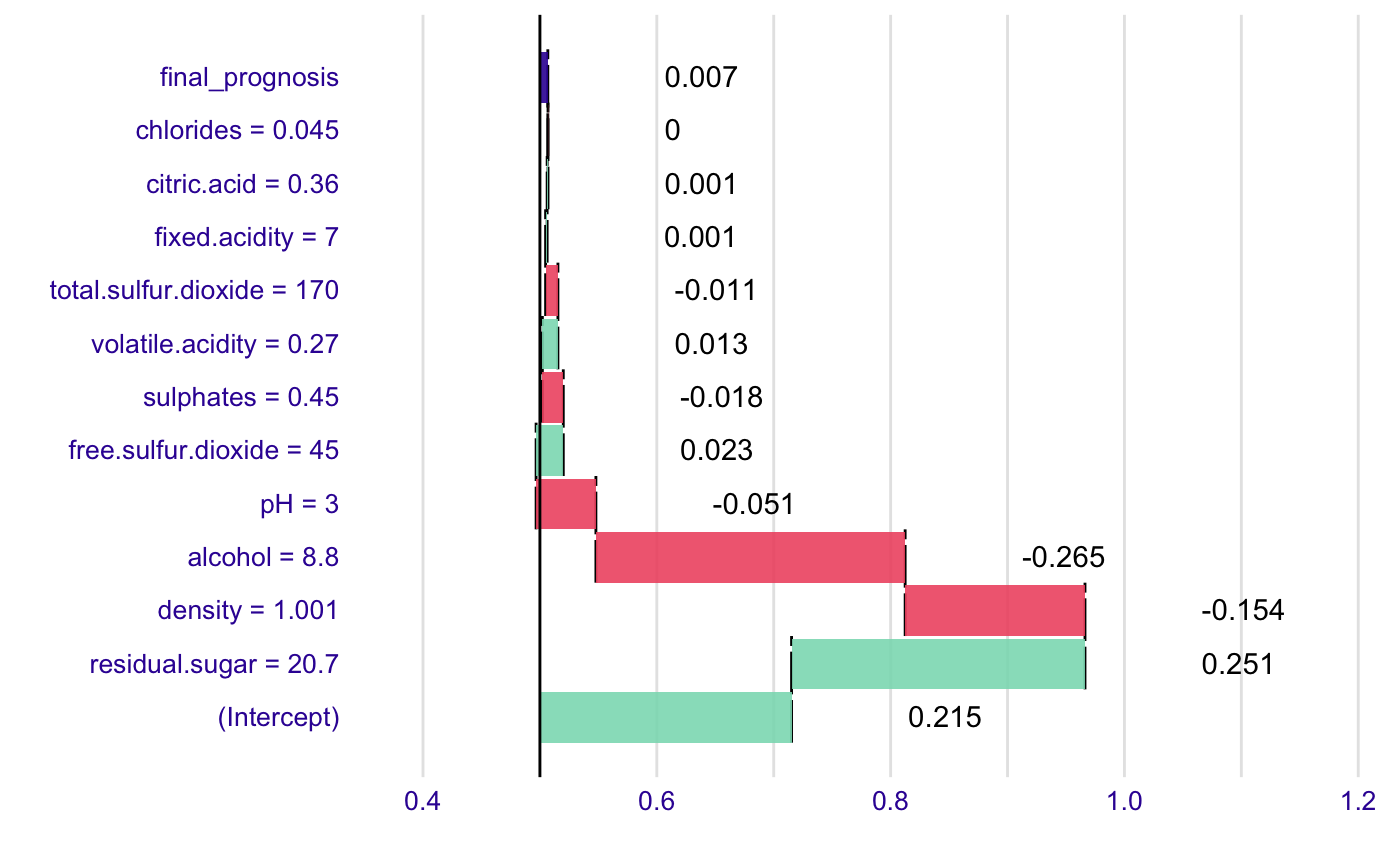 final_prognosis 0.007
chlorides = 0.045 0
citric.acid = 0.36 0.001
fixed.acidity = 7 0.001
total.sulfur.dioxide = 170 -0.011
volatile.acidity = 0.27 0.013
sulphates = 0.45 -0.018
free.sulfur.dioxide = 45 0.023
pH = 3 -0.051
alcohol = 8.8 -0.265
density = 1.001 -0.154
residual.sugar = 20.7 0.251
(Intercept) 0.215
0.4 0.6 0.8 1.0 1.2